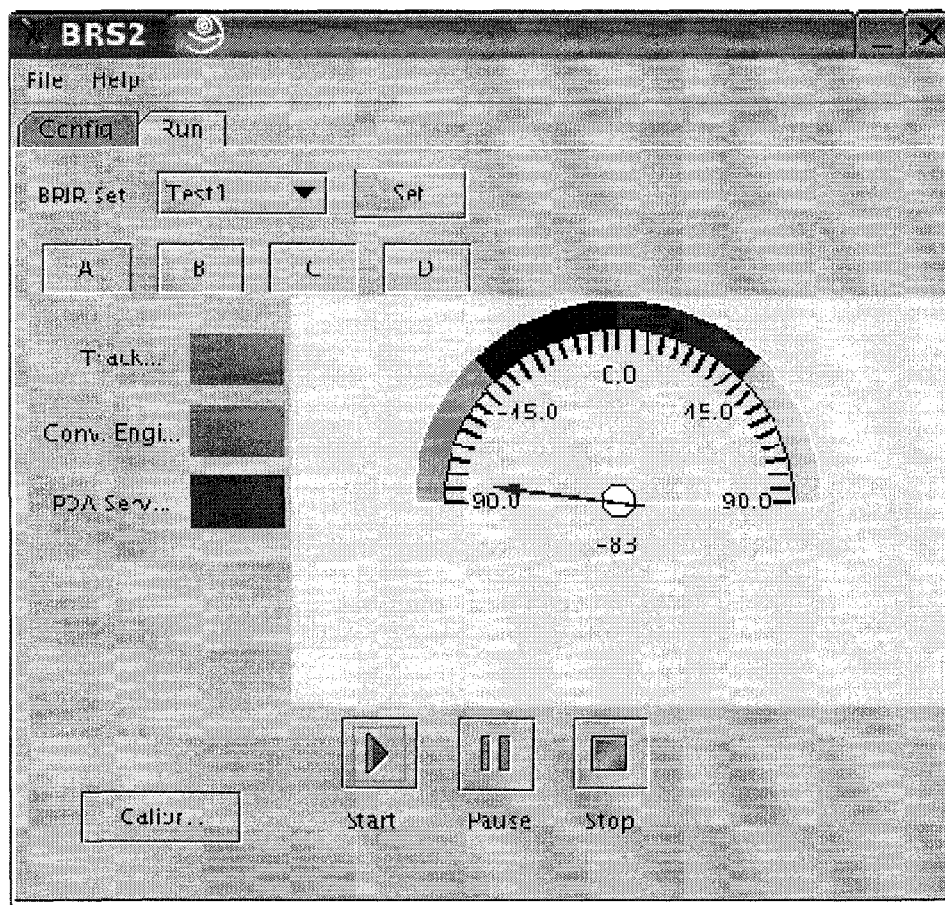 BRS2
File Help
Config Run
BRIR Set Test1 Set
A B C D
Track...
Conv. Engi...
PDA Serv...
0.0
-45.0 45.0
-90.0 90.0
-83
Start Pause Stop
Calibr...